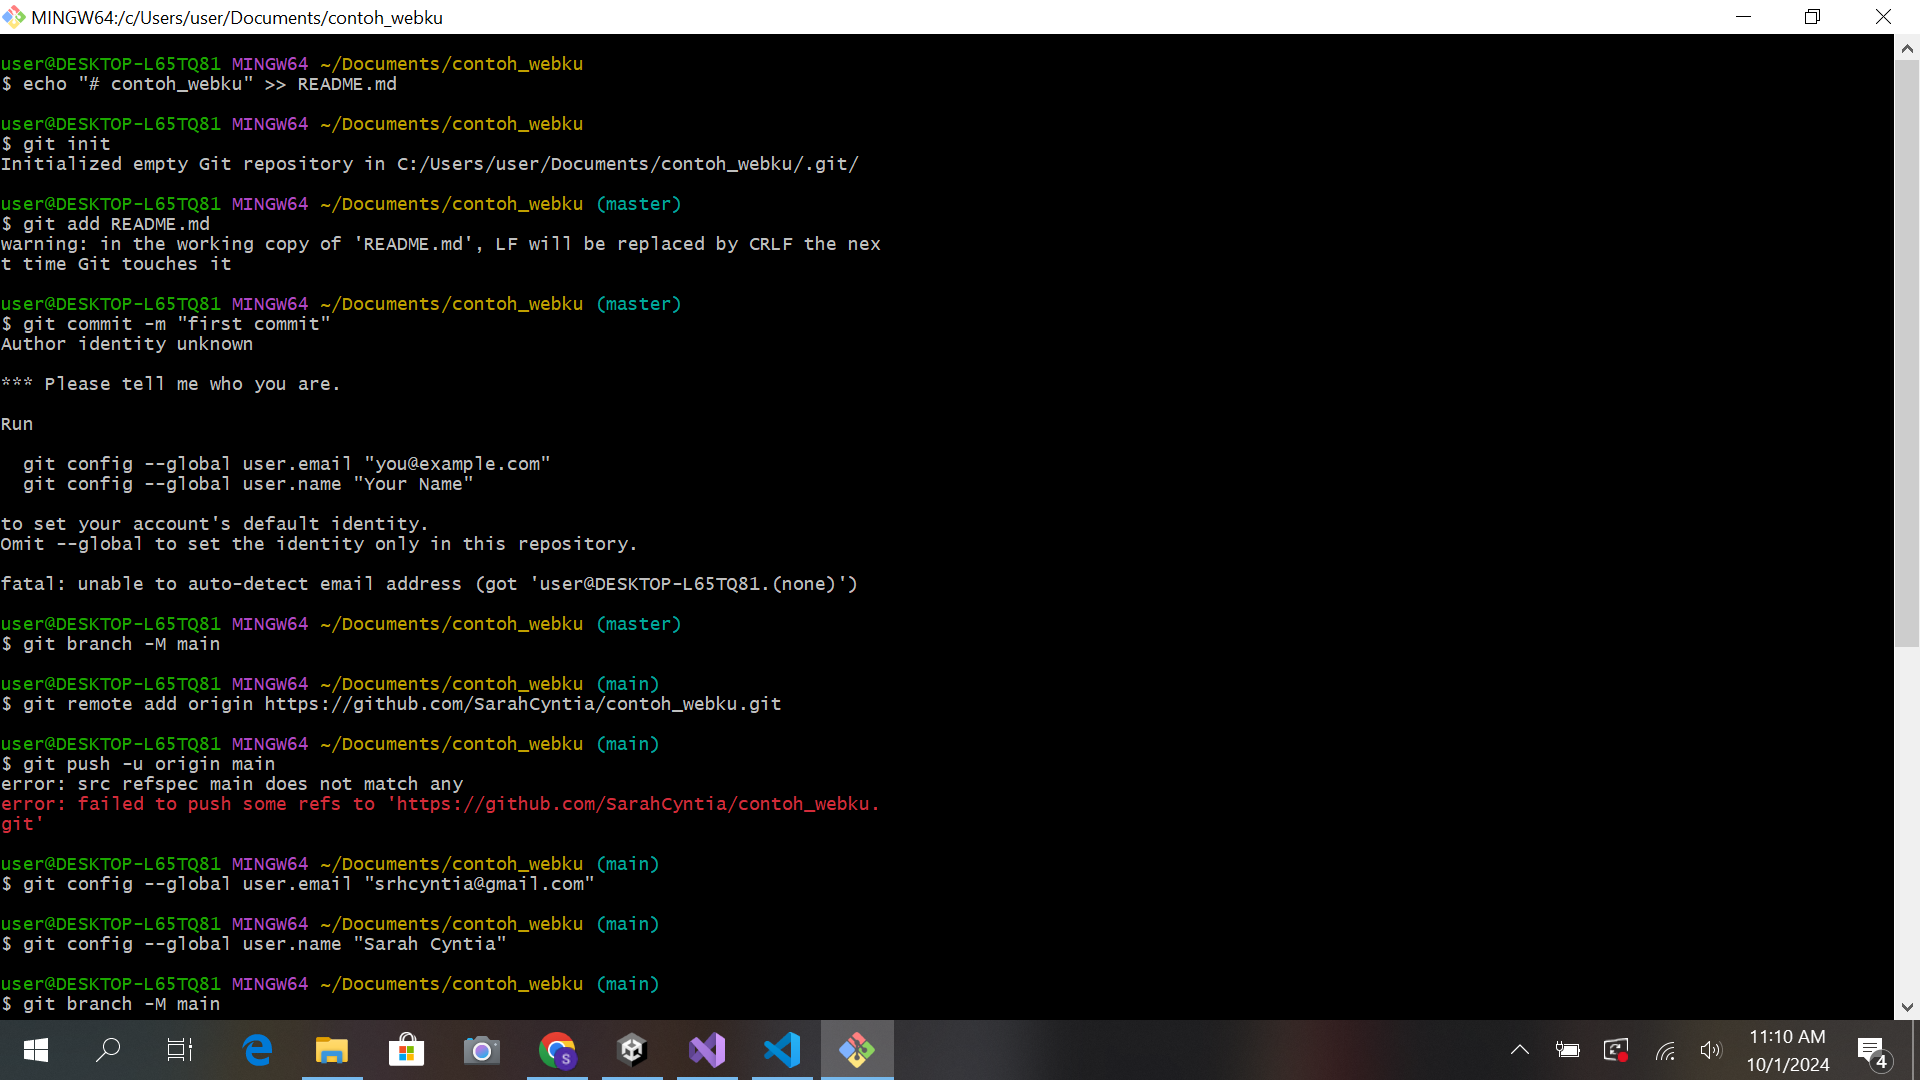 MINGW64:/c/Users/user/Documents/contoh_webku
user@DESKTOP-L65TQ81 MINGW64 ~/Documents/contoh_webku
$ echo "# contoh_webku" >> README.md
user@DESKTOP-L65TQ81 MINGW64 ~/Documents/contoh_webku
$ git init
Initialized empty Git repository in C:/Users/user/Documents/contoh_webku/.git/
user@DESKTOP-L65TQ81 MINGW64 ~/Documents/contoh_webku (master)
$ git add README.md
warning: in the working copy of 'README.md', LF will be replaced by CRLF the nex
t time Git touches it
user@DESKTOP-L65TQ81 MINGW64 ~/Documents/contoh_webku (master)
$ git commit -m "first commit"
Author identity unknown
*** Please tell me who you are.
Run
  git config --global user.email "you@example.com"
  git config --global user.name "Your Name"
to set your account's default identity.
Omit --global to set the identity only in this repository.
fatal: unable to auto-detect email address (got 'user@DESKTOP-L65TQ81.(none)')
user@DESKTOP-L65TQ81 MINGW64 ~/Documents/contoh_webku (master)
$ git branch -M main
user@DESKTOP-L65TQ81 MINGW64 ~/Documents/contoh_webku (main)
$ git remote add origin https://github.com/SarahCyntia/contoh_webku.git
user@DESKTOP-L65TQ81 MINGW64 ~/Documents/contoh_webku (main)
$ git push -u origin main
error: src refspec main does not match any
error: failed to push some refs to 'https://github.com/SarahCyntia/contoh_webku.
git'
user@DESKTOP-L65TQ81 MINGW64 ~/Documents/contoh_webku (main)
$ git config --global user.email "srhcyntia@gmail.com"
user@DESKTOP-L65TQ81 MINGW64 ~/Documents/contoh_webku (main)
$ git config --global user.name "Sarah Cyntia"
user@DESKTOP-L65TQ81 MINGW64 ~/Documents/contoh_webku (main)
$ git branch -M main
S
11:10 AM
10/1/2024
4